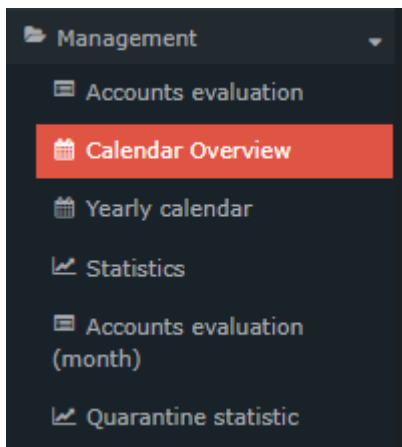 Management
Accounts evaluation
Calendar Overview
Yearly calendar
Statistics
Accounts evaluation
(month)
Quarantine statistic